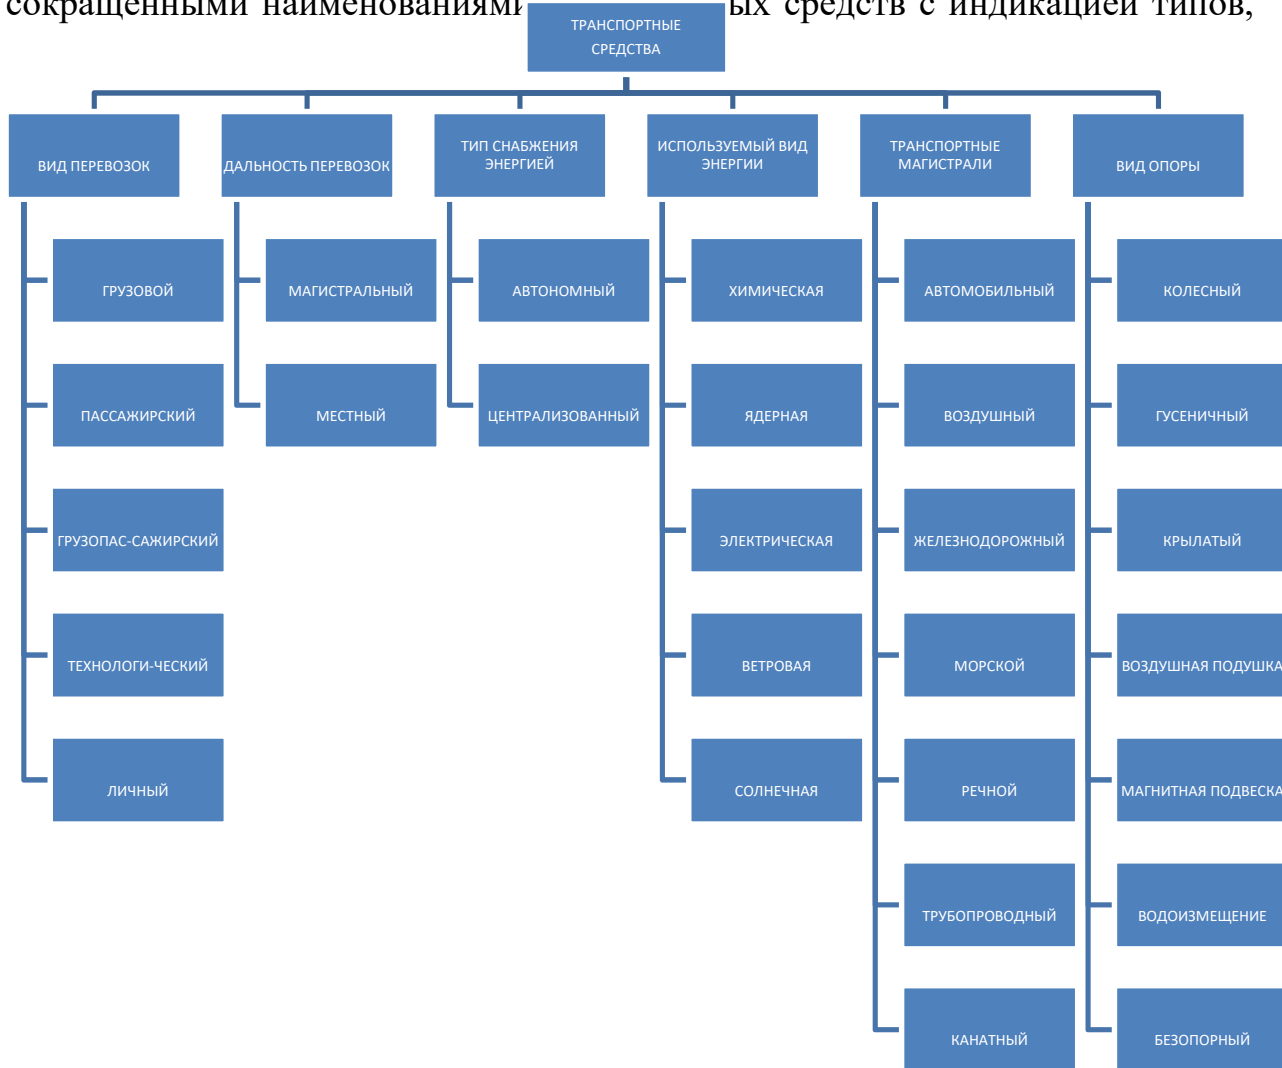 сокращенными наименованиями ых средств с индикацией типов,
ТРАНСПОРТНЫЕ
СРЕДСТВА
ВИД ПЕРЕВОЗОК
ГРУЗОВОЙ
ПАССАЖИРСКИЙ
ГРУЗОПАС-САЖИРСКИЙ
ТЕХНОЛОГИ-ЧЕСКИЙ
ЛИЧНЫЙ
ДАЛЬНОСТЬ ПЕРЕВОЗОК
МАГИСТРАЛЬНЫЙ
МЕСТНЫЙ
ТИП СНАБЖЕНИЯ
ЭНЕРГИЕЙ
АВТОНОМНЫЙ
ЦЕНТРАЛИЗОВАННЫЙ
ИСПОЛЬЗУЕМЫЙ ВИД
ЭНЕРГИИ
ХИМИЧЕСКАЯ
ЯДЕРНАЯ
ЭЛЕКТРИЧЕСКАЯ
ВЕТРОВАЯ
СОЛНЕЧНАЯ
ТРАНСПОРТНЫЕ
МАГИСТРАЛИ
АВТОМОБИЛЬНЫЙ
ВОЗДУШНЫЙ
ЖЕЛЕЗНОДОРОЖНЫЙ
МОРСКОЙ
РЕЧНОЙ
ТРУБОПРОВОДНЫЙ
КАНАТНЫЙ
ВИД ОПОРЫ
КОЛЕСНЫЙ
ГУСЕНИЧНЫЙ
КРЫЛАТЫЙ
ВОЗДУШНАЯ ПОДУШКА
МАГНИТНАЯ ПОДВЕСКА
ВОДОИЗМЕЩЕНИЕ
БЕЗОПОРНЫЙ